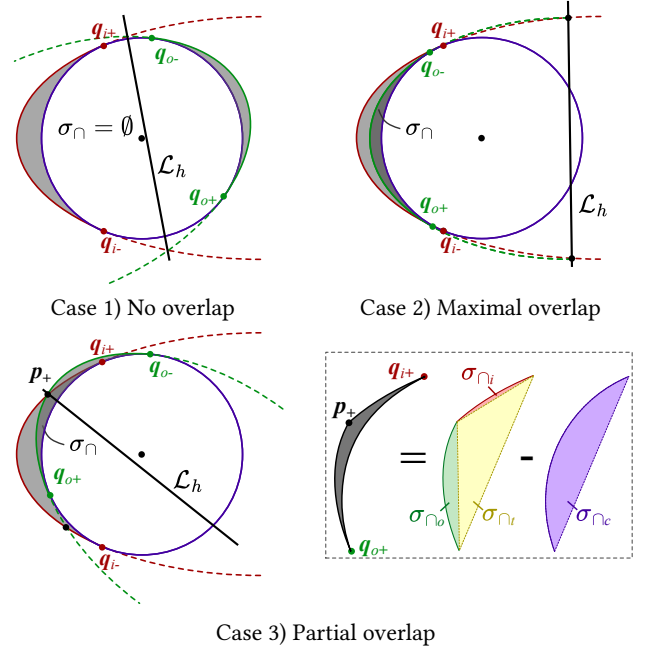 q_{i+}
q_{o-}
σ_∩ = ∅
ℒ_h
q_{o+}
q_{i-}
Case 1) No overlap
q_{i+}
q_{o-}
σ_∩
ℒ_h
q_{o+}
q_{i-}
Case 2) Maximal overlap
q_{i+}
q_{o-}
p_+
σ_∩
ℒ_h
q_{o+}
q_{i-}
q_{i+}
σ_{∩_i}
p_+
= -
σ_{∩_o}
σ_{∩_t}
σ_{∩_c}
q_{o+}
Case 3) Partial overlap